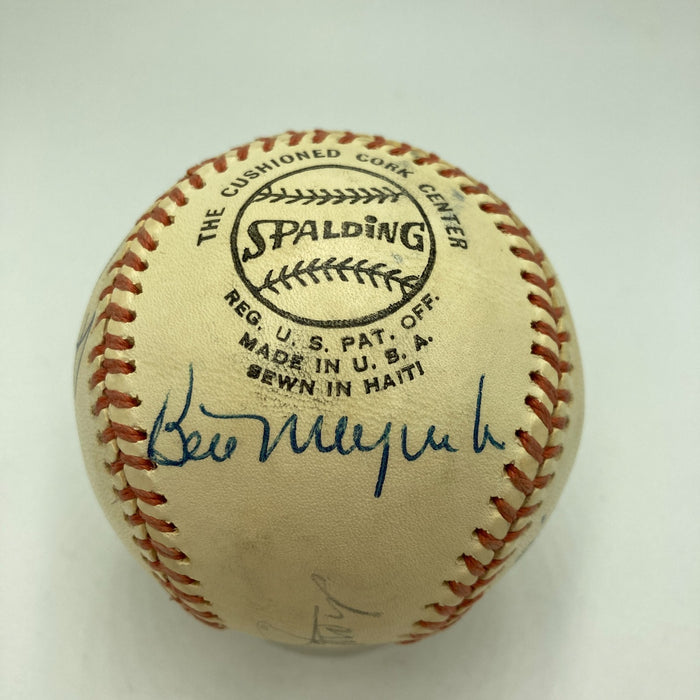 THE CUSHIONED CORK CENTER
SPALDING
REG. U. S. PAT. OFF.
MADE IN U. S. A.
SEWN IN HAITI